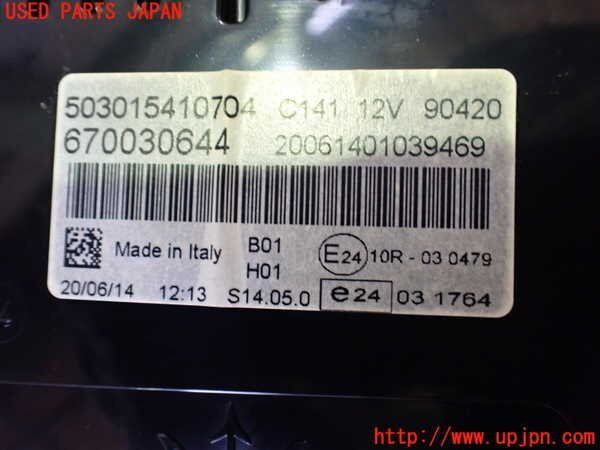 USED PARTS JAPAN
503015410704 C141 12V 90420
670030644 20061401039469
Made in Italy B01 H01 E24 10R - 03 0479
20/06/14 12:13 S14.05.0 e24 03 1764
http://www.upjpn.com/